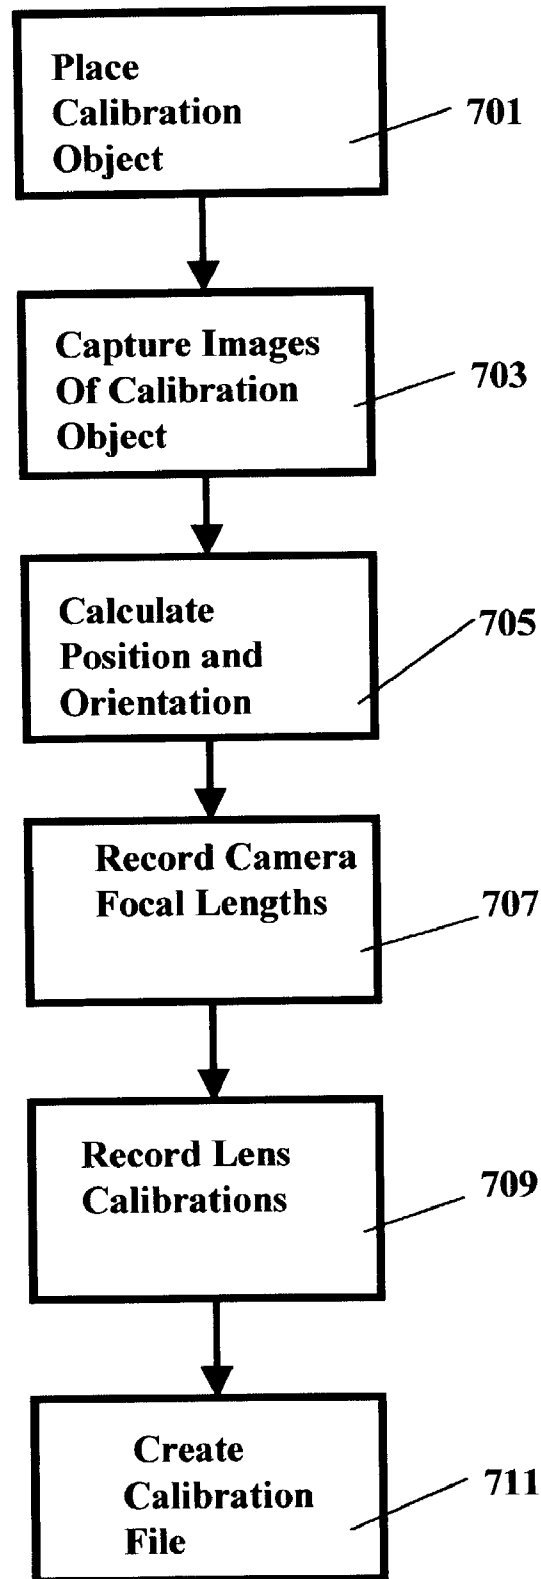 Place
Calibration
Object
701
Capture Images
Of Calibration
Object
703
Calculate
Position and
Orientation
705
Record Camera
Focal Lengths
707
Record Lens
Calibrations
709
Create
Calibration
File
711